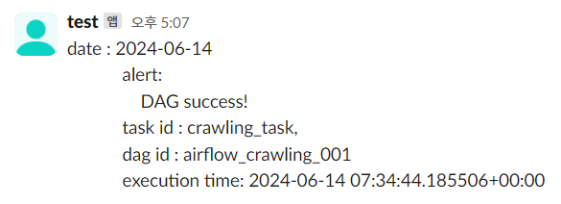 test 앱 오후 5:07
date : 2024-06-14
alert:
DAG success!
task id : crawling_task,
dag id : airflow_crawling_001
execution time: 2024-06-14 07:34:44.185506+00:00